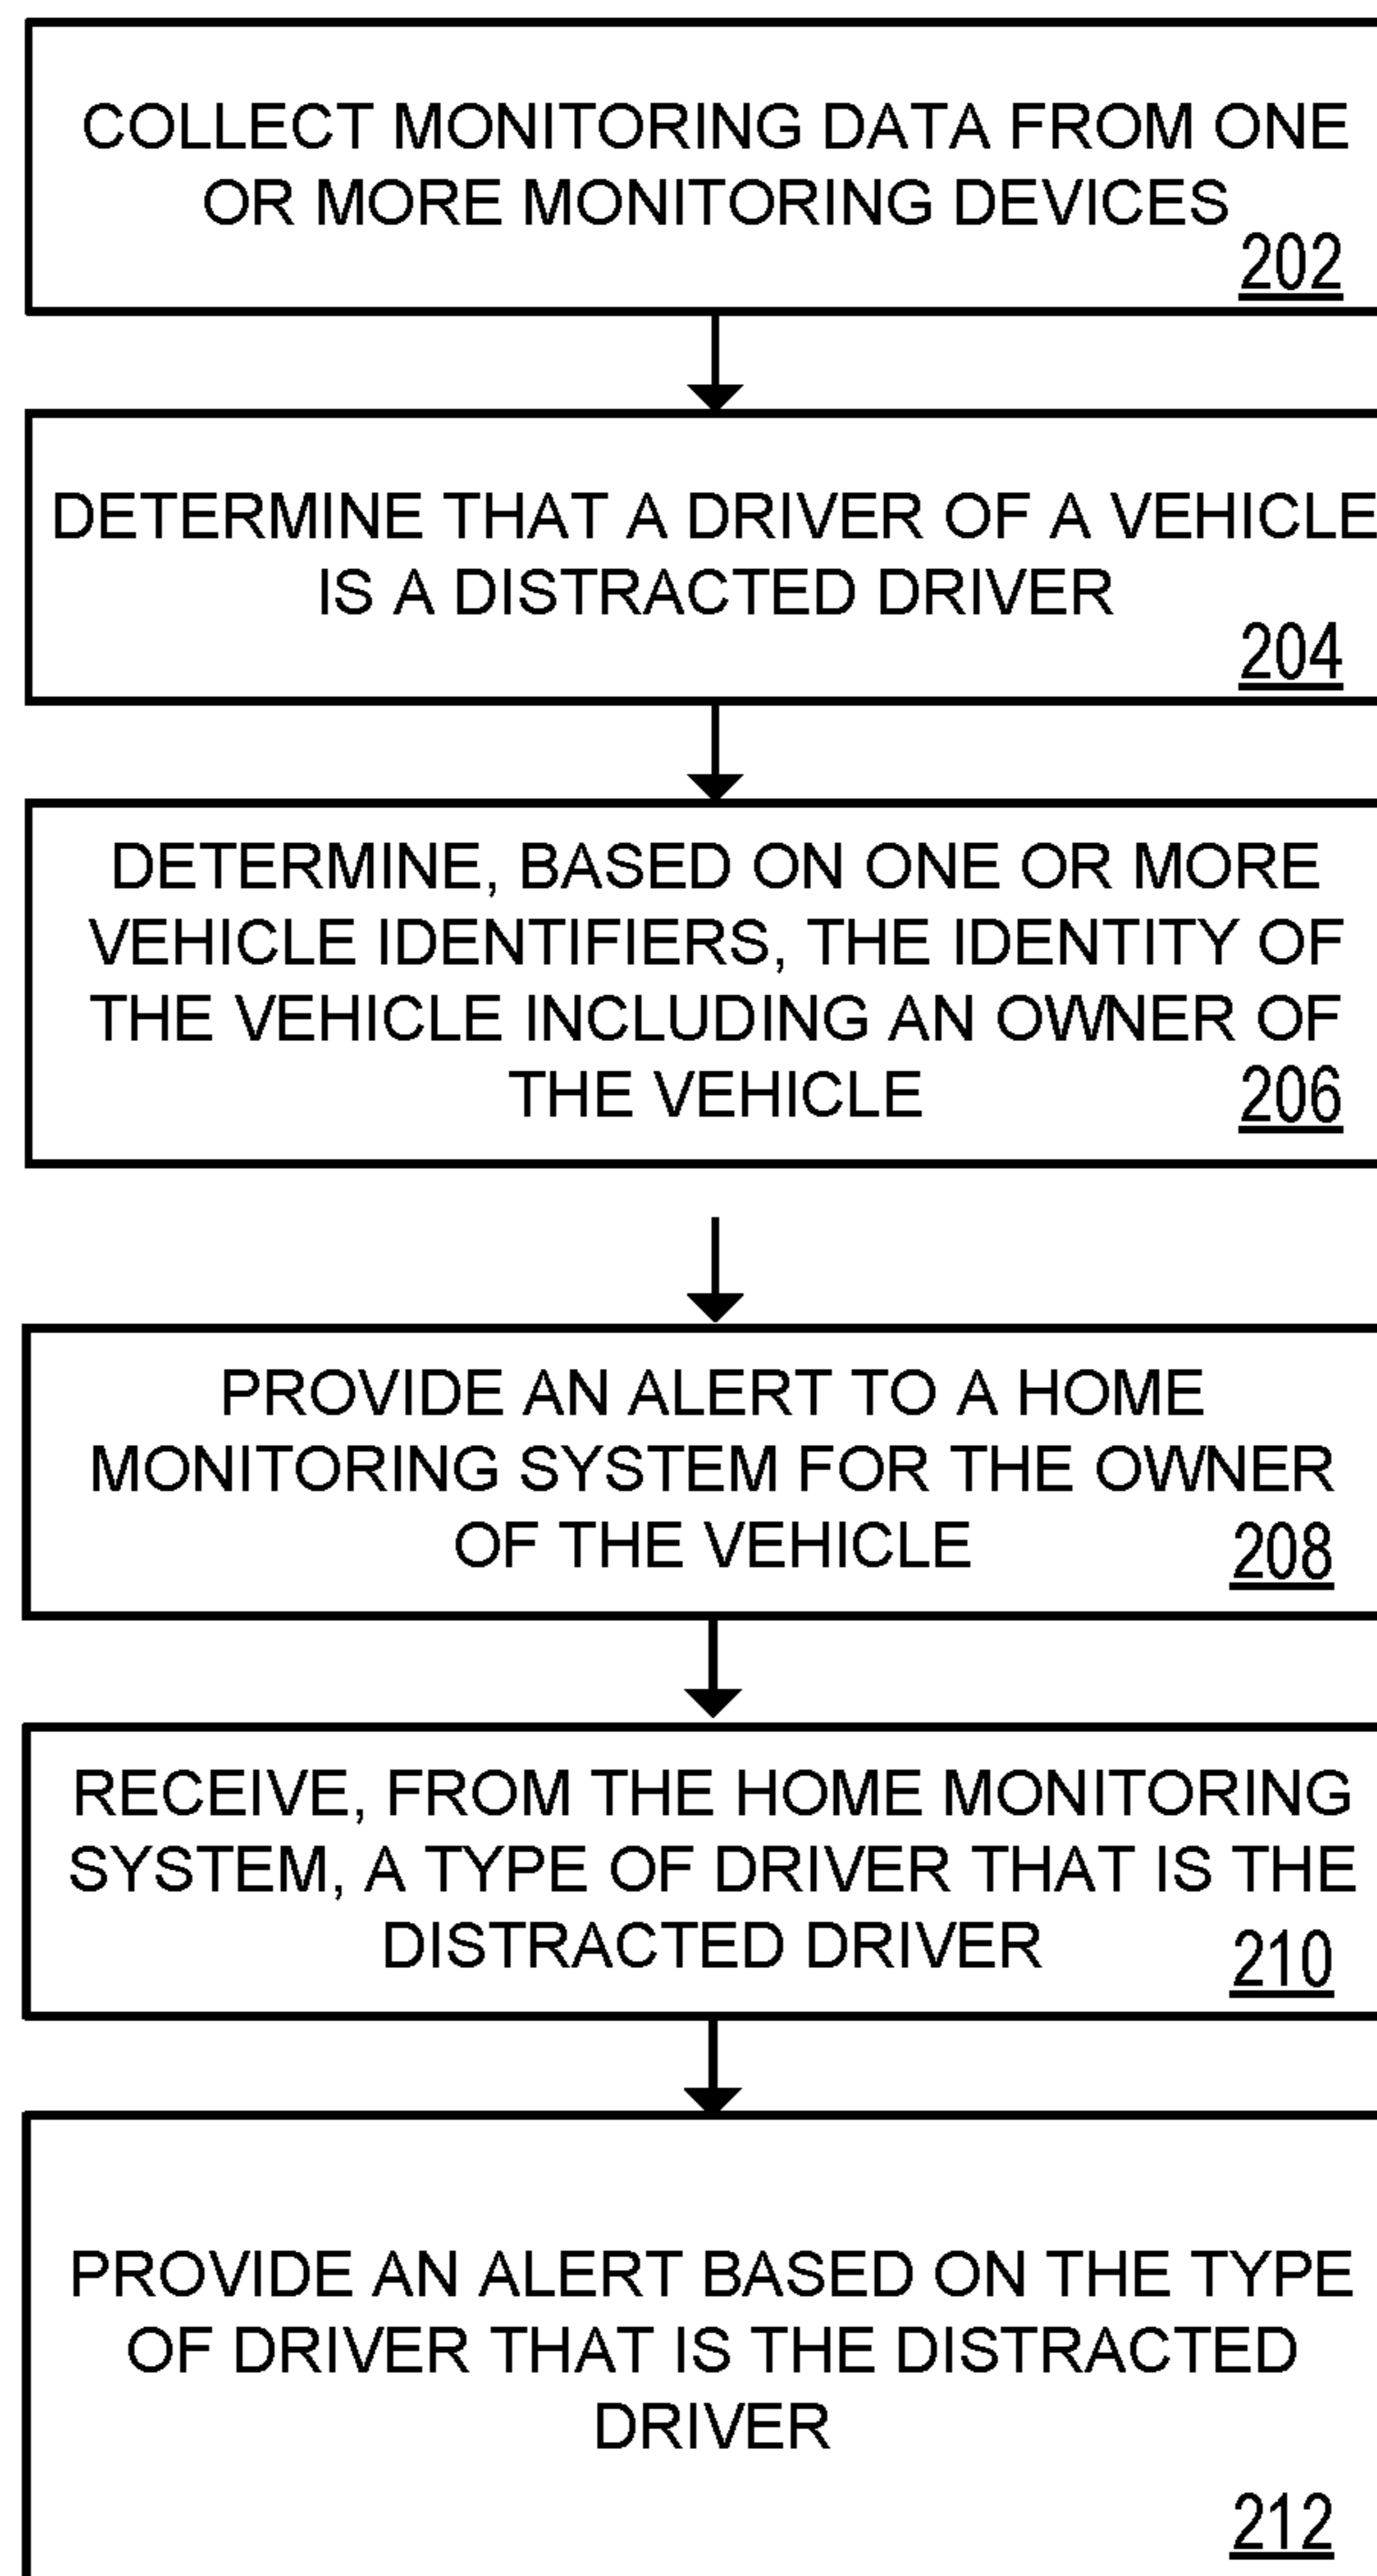 COLLECT MONITORING DATA FROM ONE
OR MORE MONITORING DEVICES
202
DETERMINE THAT A DRIVER OF A VEHICLE
IS A DISTRACTED DRIVER
204
DETERMINE, BASED ON ONE OR MORE
VEHICLE IDENTIFIERS, THE IDENTITY OF
THE VEHICLE INCLUDING AN OWNER OF
THE VEHICLE
206
PROVIDE AN ALERT TO A HOME
MONITORING SYSTEM FOR THE OWNER
OF THE VEHICLE
208
RECEIVE, FROM THE HOME MONITORING
SYSTEM, A TYPE OF DRIVER THAT IS THE
DISTRACTED DRIVER
210
PROVIDE AN ALERT BASED ON THE TYPE
OF DRIVER THAT IS THE DISTRACTED
DRIVER
212